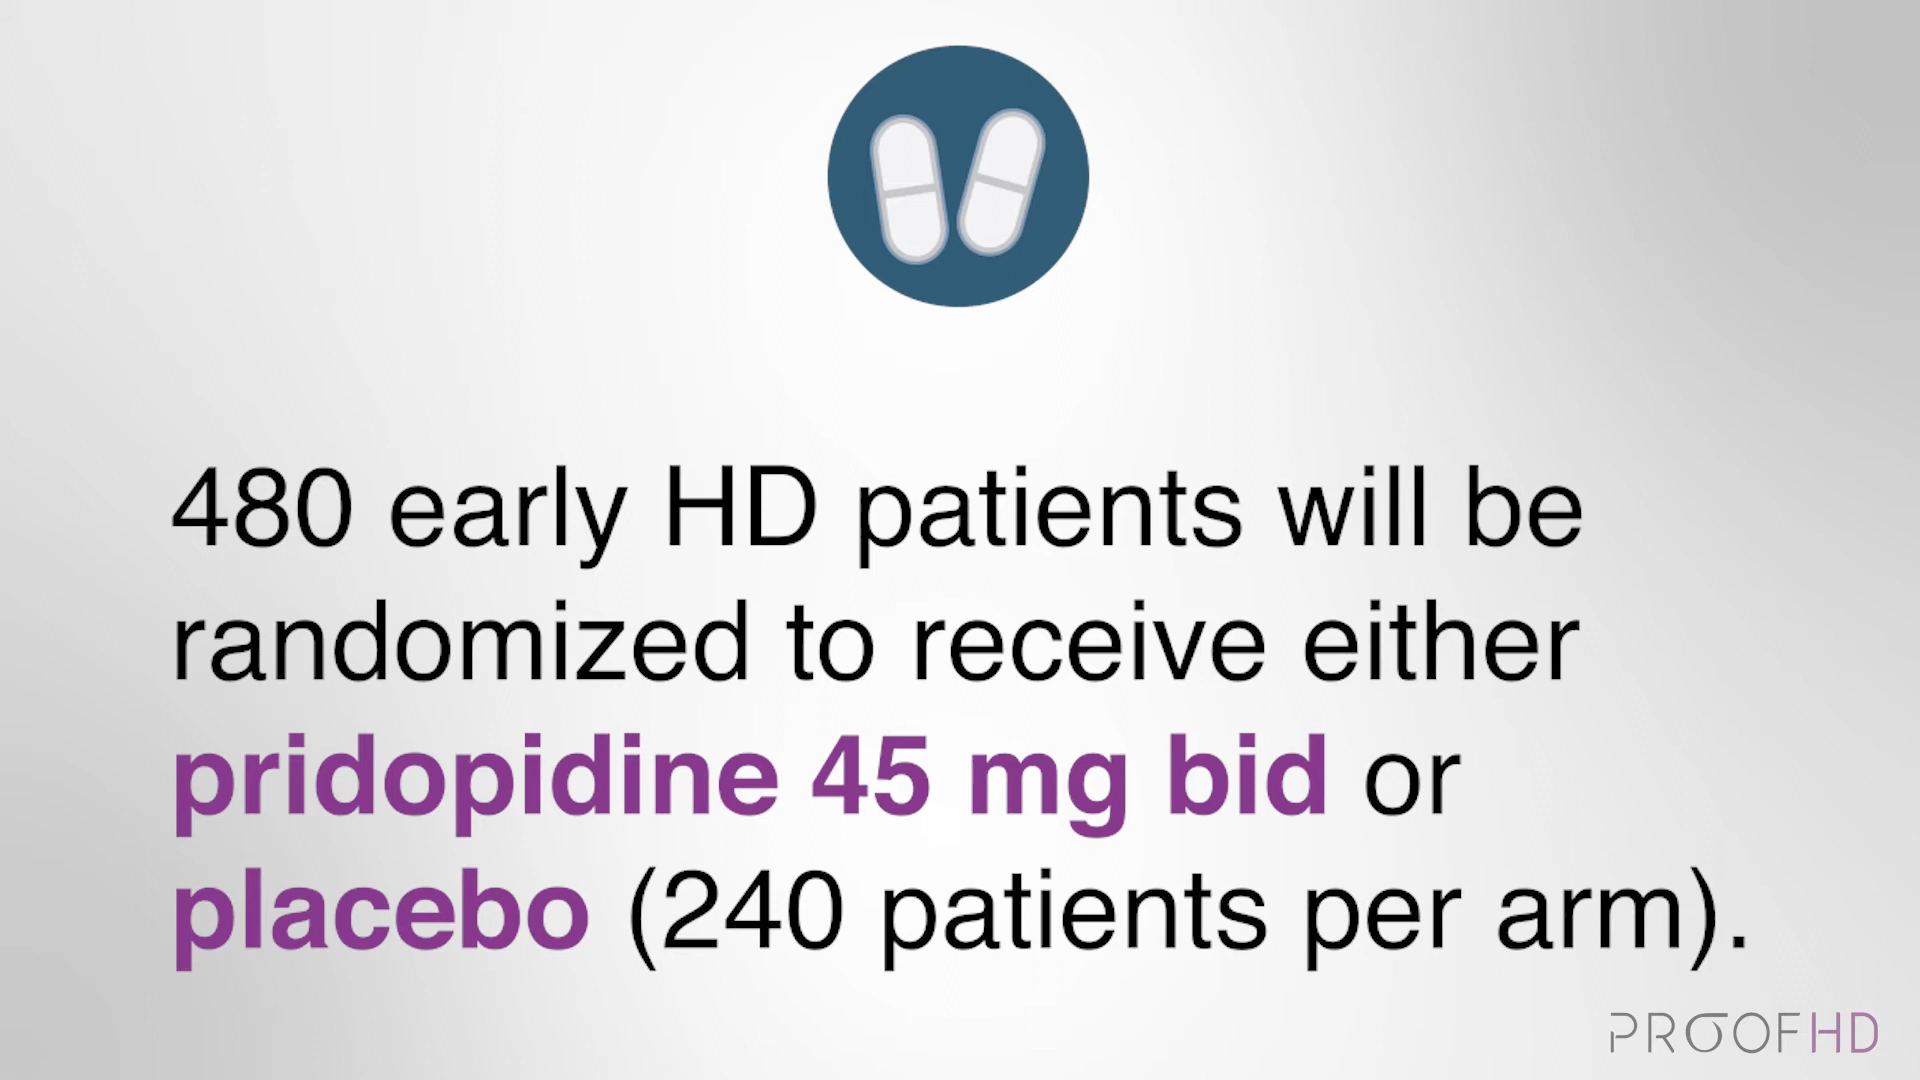 480 early HD patients will be
randomized to receive either
pridopidine 45 mg bid or
placebo (240 patients per arm).
PROOFHD